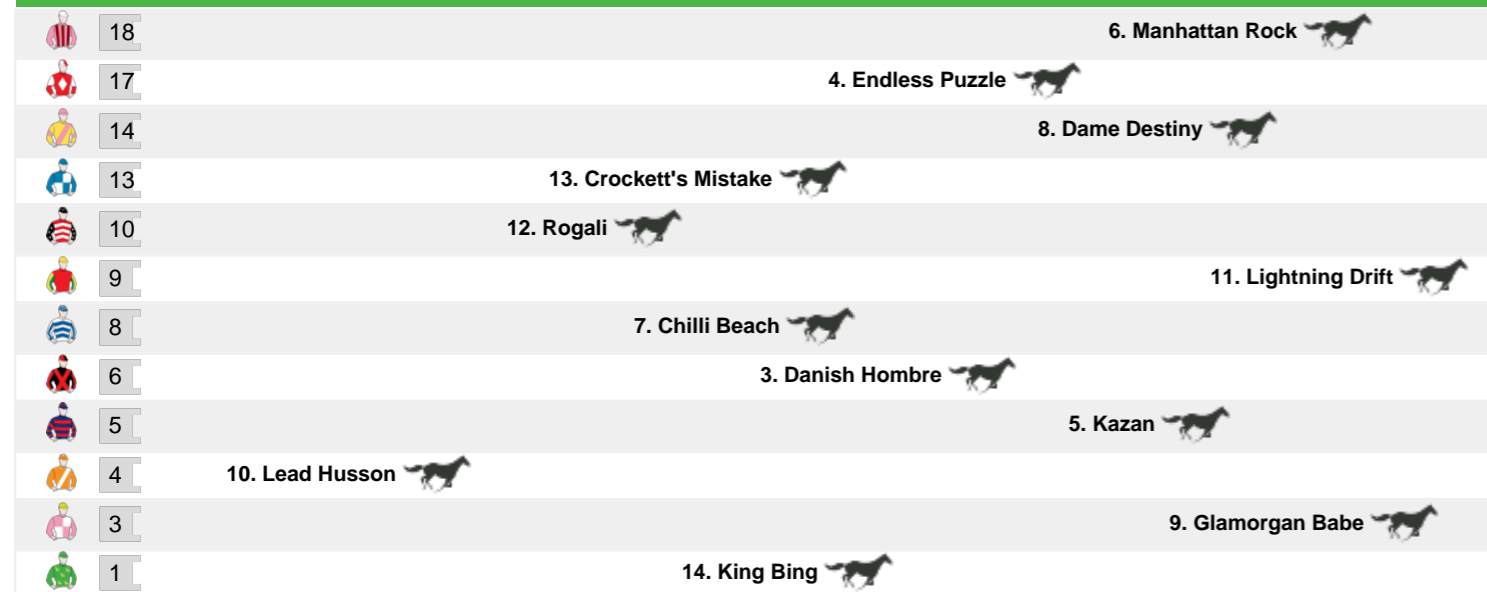 18 6. Manhattan Rock
17 4. Endless Puzzle
14 8. Dame Destiny
13 13. Crockett's Mistake
10 12. Rogali
9 11. Lightning Drift
8 7. Chilli Beach
6 3. Danish Hombre
5 5. Kazan
4 10. Lead Husson
3 9. Glamorgan Babe
1 14. King Bing